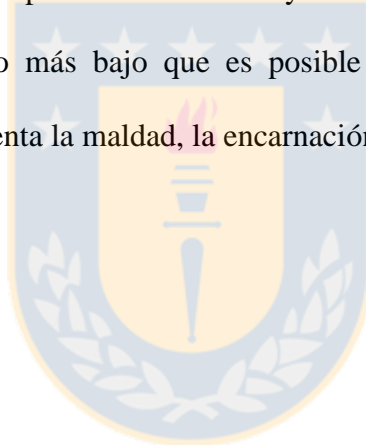 o más bajo que es posible
enta la maldad, la encarnación